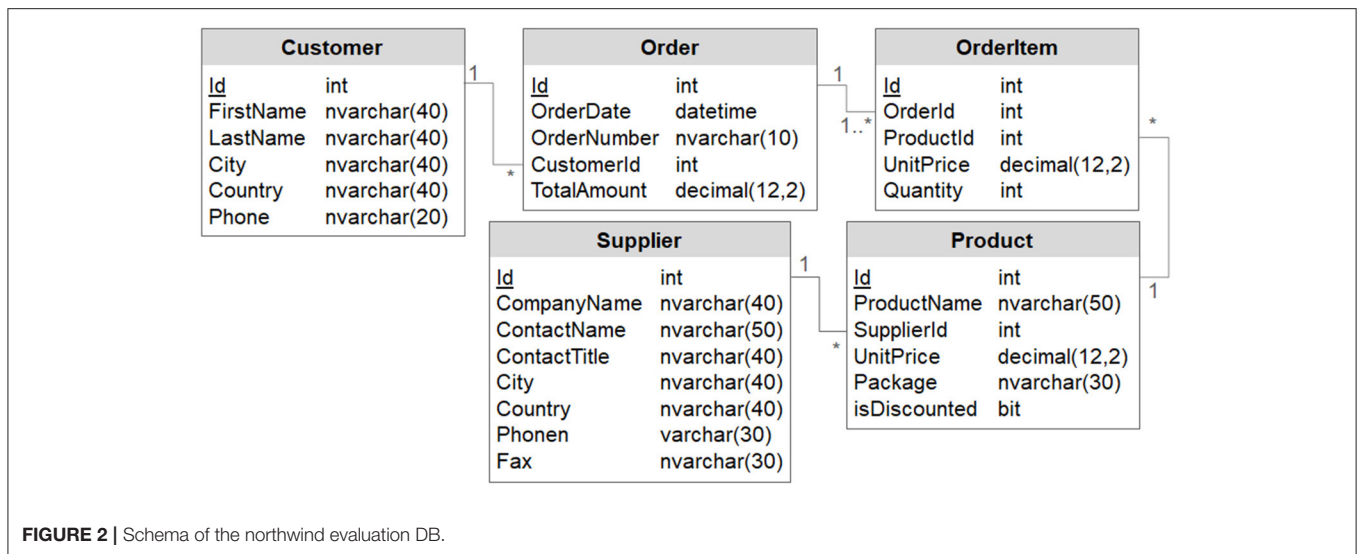 Customer
Id int
FirstName nvarchar(40)
LastName nvarchar(40)
City nvarchar(40)
Country nvarchar(40)
Phone nvarchar(20)
1
*
Order
Id int
OrderDate datetime
OrderNumber nvarchar(10)
CustomerId int
TotalAmount decimal(12,2)
1
1..*
OrderItem
Id int
OrderId int
ProductId int
UnitPrice decimal(12,2)
Quantity int
*
1
Supplier
Id int
CompanyName nvarchar(40)
ContactName nvarchar(50)
ContactTitle nvarchar(40)
City nvarchar(40)
Country nvarchar(40)
Phonen varchar(30)
Fax nvarchar(30)
1
*
Product
Id int
ProductName nvarchar(50)
SupplierId int
UnitPrice decimal(12,2)
Package nvarchar(30)
isDiscounted bit
FIGURE 2 | Schema of the northwind evaluation DB.